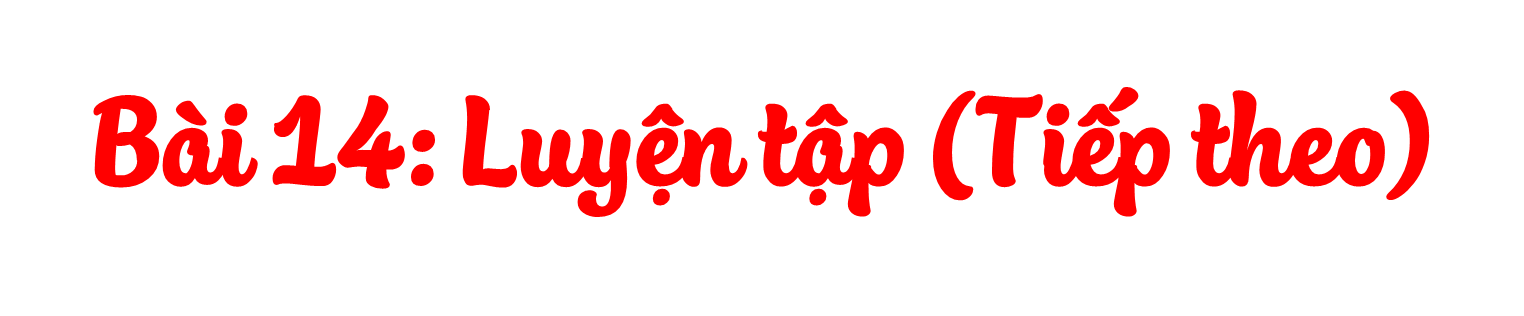 Bài 14: Luyện tập (Tiếp theo)